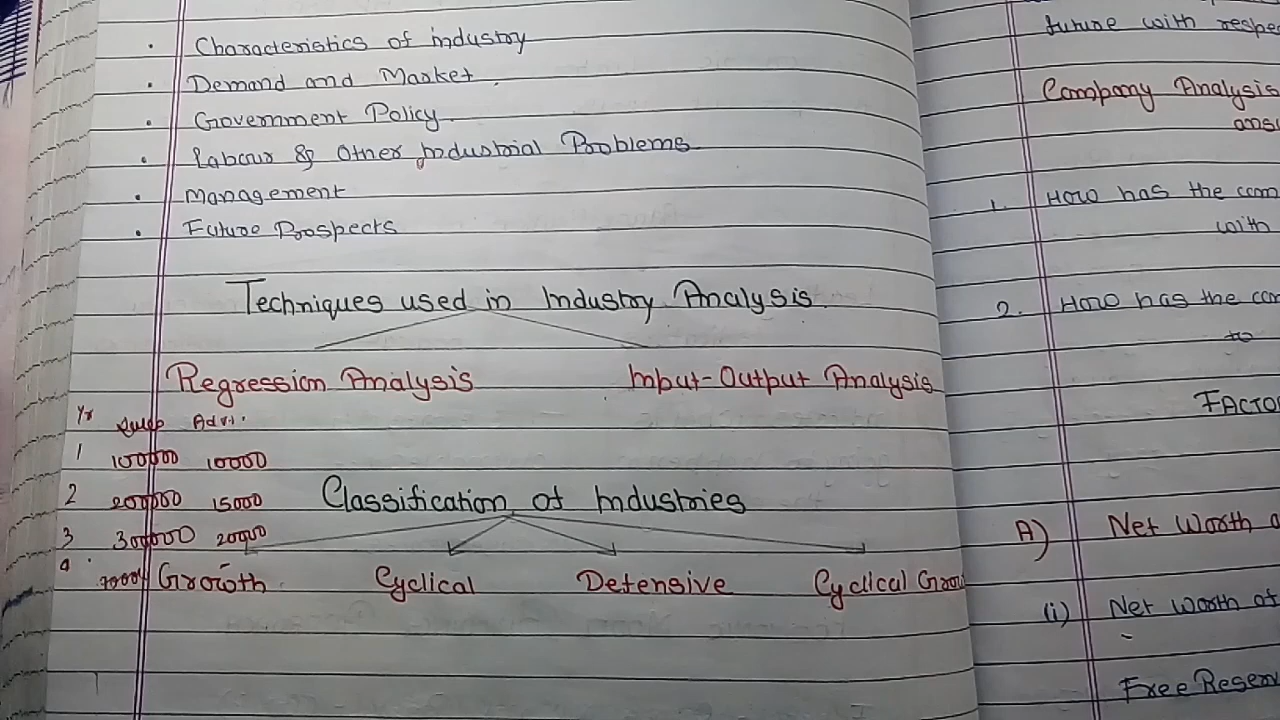 • Characteristics of industry
• Demand and Market
• Government Policy
• Labour & Other Industrial Problems
• Management
• Future Prospects
Techniques used in Industry Analysis
Regression Analysis Input-Output Analysis
Yr Adv.
1 100000 10000
2 200000 15000
3 300000 20000
Classification of Industries
Growth Cyclical Defensive Cyclical Grow
future with respe
Company Analysis
ans
1. How has the com
with
2. How has the com
to
FACTO
A) Net Worth a
(i) Net Worth of
Free Reserv